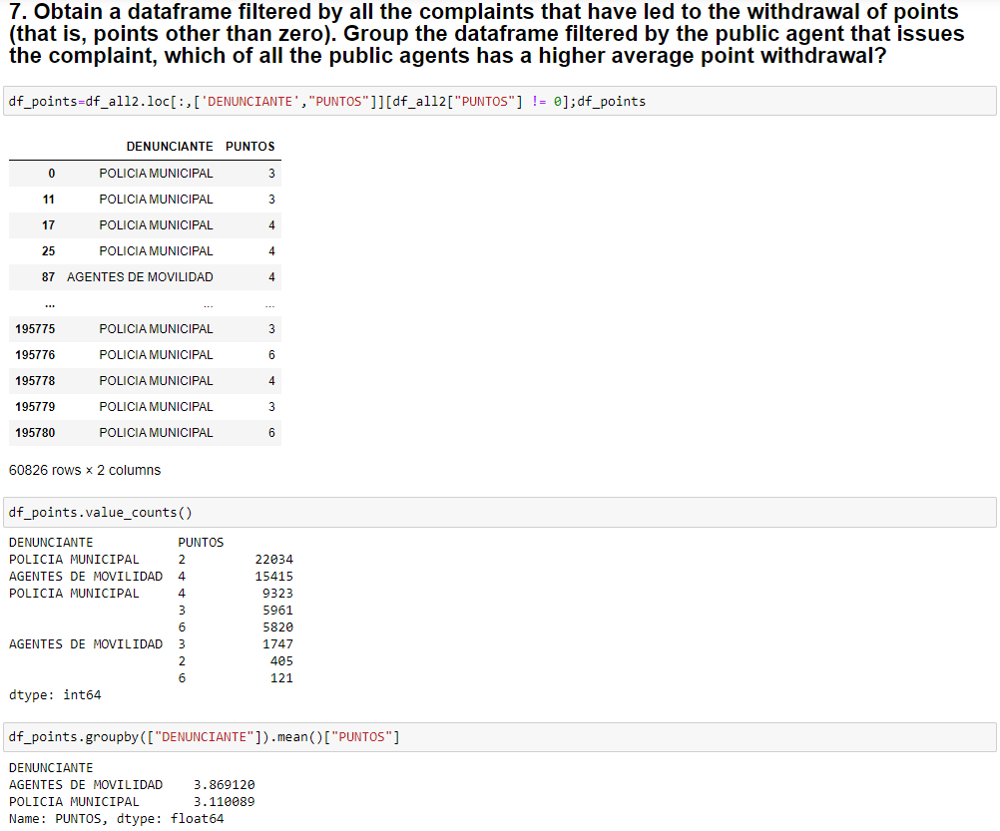 7. Obtain a dataframe filtered by all the complaints that have led to the withdrawal of points
(that is, points other than zero). Group the dataframe filtered by the public agent that issues
the complaint, which of all the public agents has a higher average point withdrawal?
df_points=df_all2.loc[:,['DENUNCIANTE',"PUNTOS"]][df_all2["PUNTOS"] != 0];df_points
DENUNCIANTE PUNTOS
0 POLICIA MUNICIPAL 3
11 POLICIA MUNICIPAL 3
17 POLICIA MUNICIPAL 4
25 POLICIA MUNICIPAL 4
87 AGENTES DE MOVILIDAD 4
... ... ...
195775 POLICIA MUNICIPAL 3
195776 POLICIA MUNICIPAL 6
195778 POLICIA MUNICIPAL 4
195779 POLICIA MUNICIPAL 3
195780 POLICIA MUNICIPAL 6
60826 rows × 2 columns
df_points.value_counts()
DENUNCIANTE PUNTOS
POLICIA MUNICIPAL 2 22034
AGENTES DE MOVILIDAD 4 15415
POLICIA MUNICIPAL 4 9323
3 5961
6 5820
AGENTES DE MOVILIDAD 3 1747
2 405
6 121
dtype: int64
df_points.groupby(["DENUNCIANTE"]).mean()["PUNTOS"]
DENUNCIANTE
AGENTES DE MOVILIDAD 3.869120
POLICIA MUNICIPAL 3.110089
Name: PUNTOS, dtype: float64